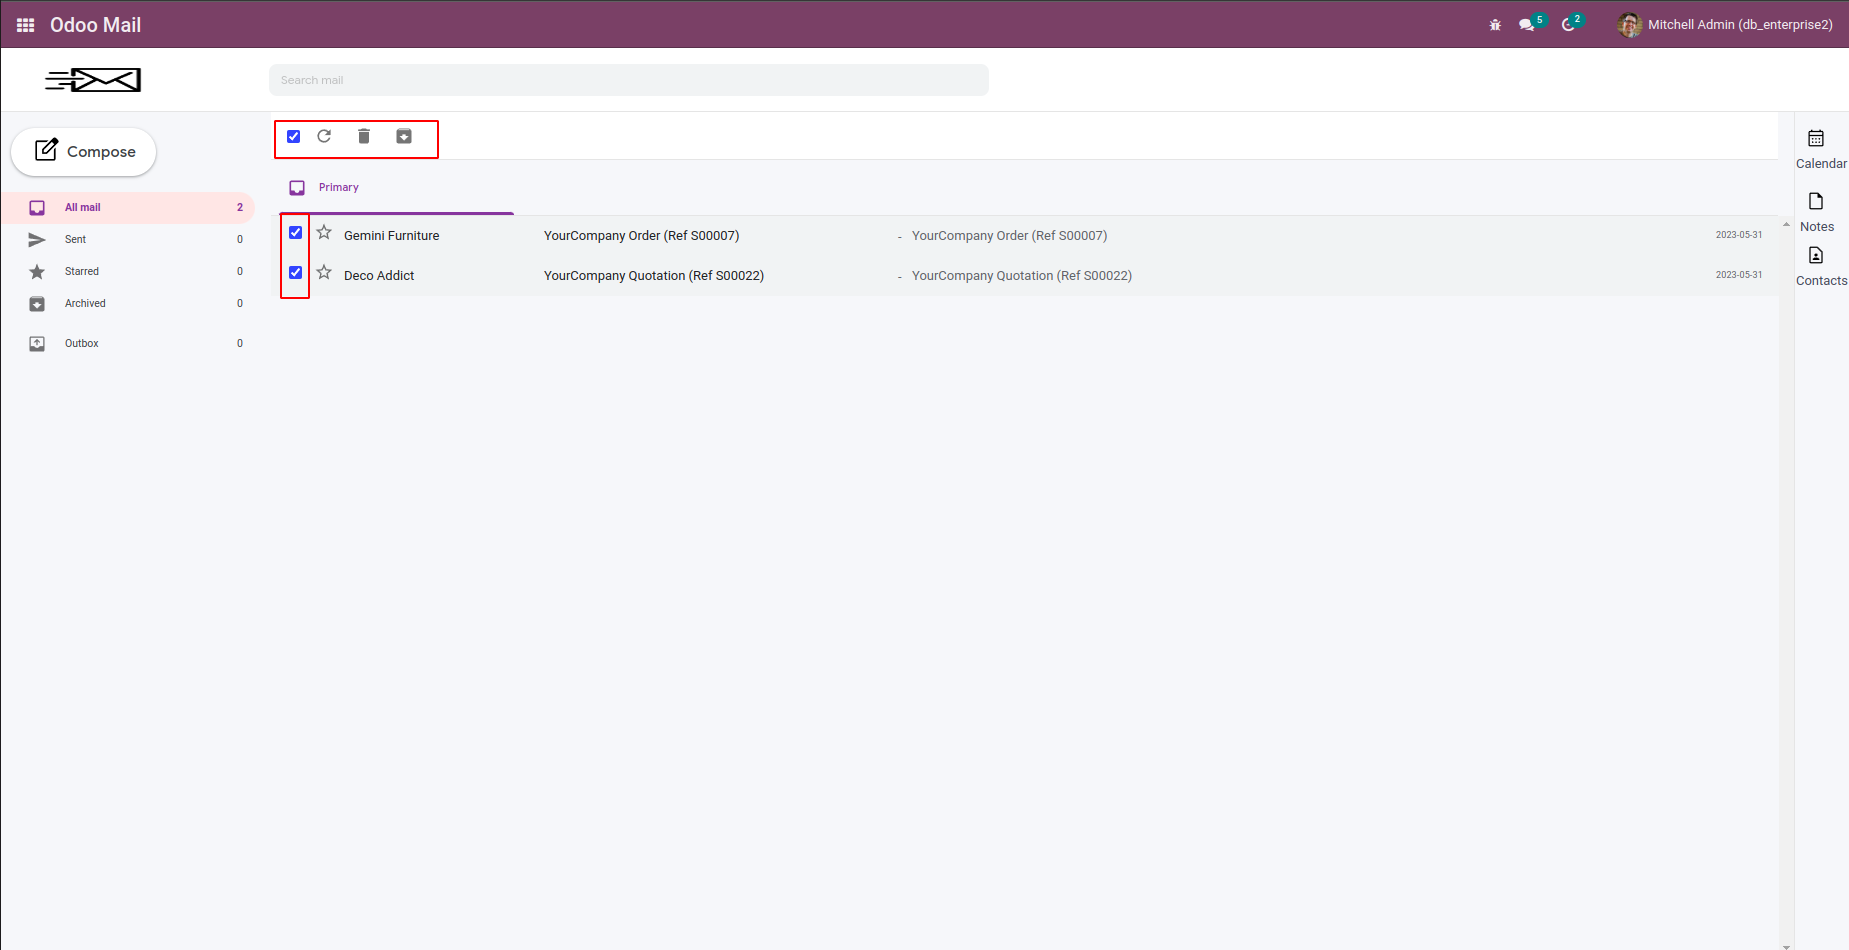 Odoo Mail
5
2
Mitchell Admin (db_enterprise2)
Search mail
Compose
All mail 2
Sent 0
Starred 0
Archived 0
Outbox 0
Primary
Gemini Furniture YourCompany Order (Ref S00007) - YourCompany Order (Ref S00007) 2023-05-31
Deco Addict YourCompany Quotation (Ref S00022) - YourCompany Quotation (Ref S00022) 2023-05-31
Calendar
Notes
Contacts